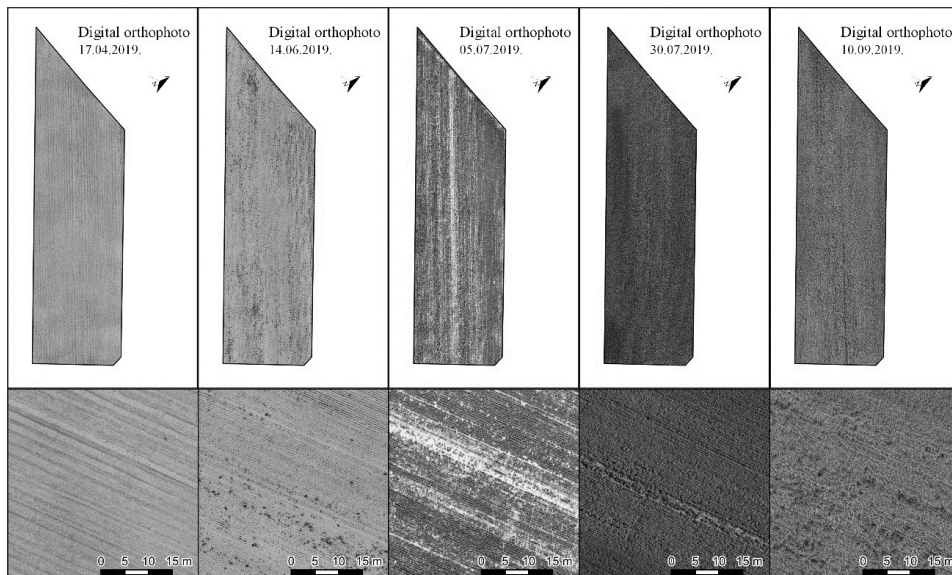 Digital orthophoto
17.04.2019.
Digital orthophoto
14.06.2019.
Digital orthophoto
05.07.2019.
Digital orthophoto
30.07.2019.
Digital orthophoto
10.09.2019.
0 5 10 15 m
0 5 10 15 m
0 5 10 15 m
0 5 10 15 m
0 5 10 15 m